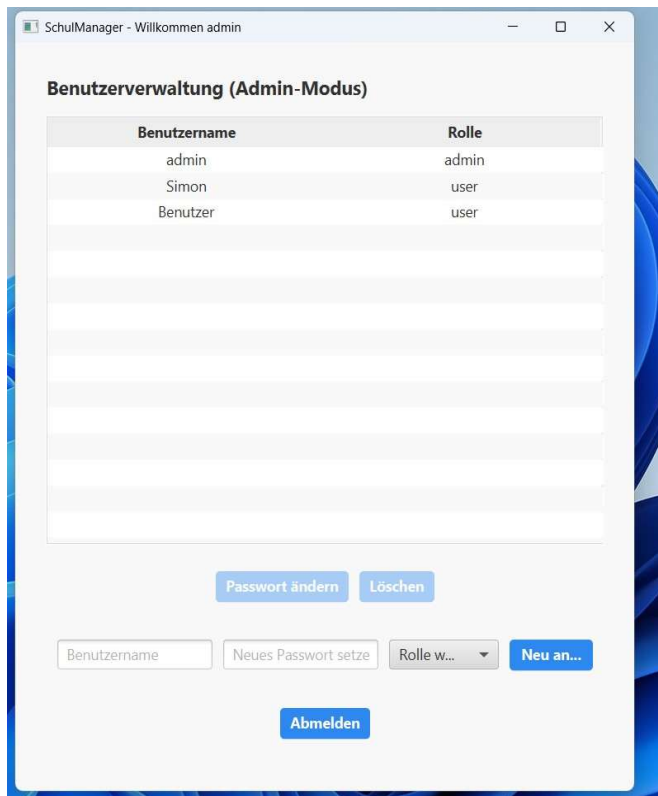 SchulManager - Willkommen admin
Benutzerverwaltung (Admin-Modus)
Benutzername Rolle
admin admin
Simon user
Benutzer user
Passwort ändern Löschen
Benutzername Neues Passwort setze Rolle w... Neu an...
Abmelden